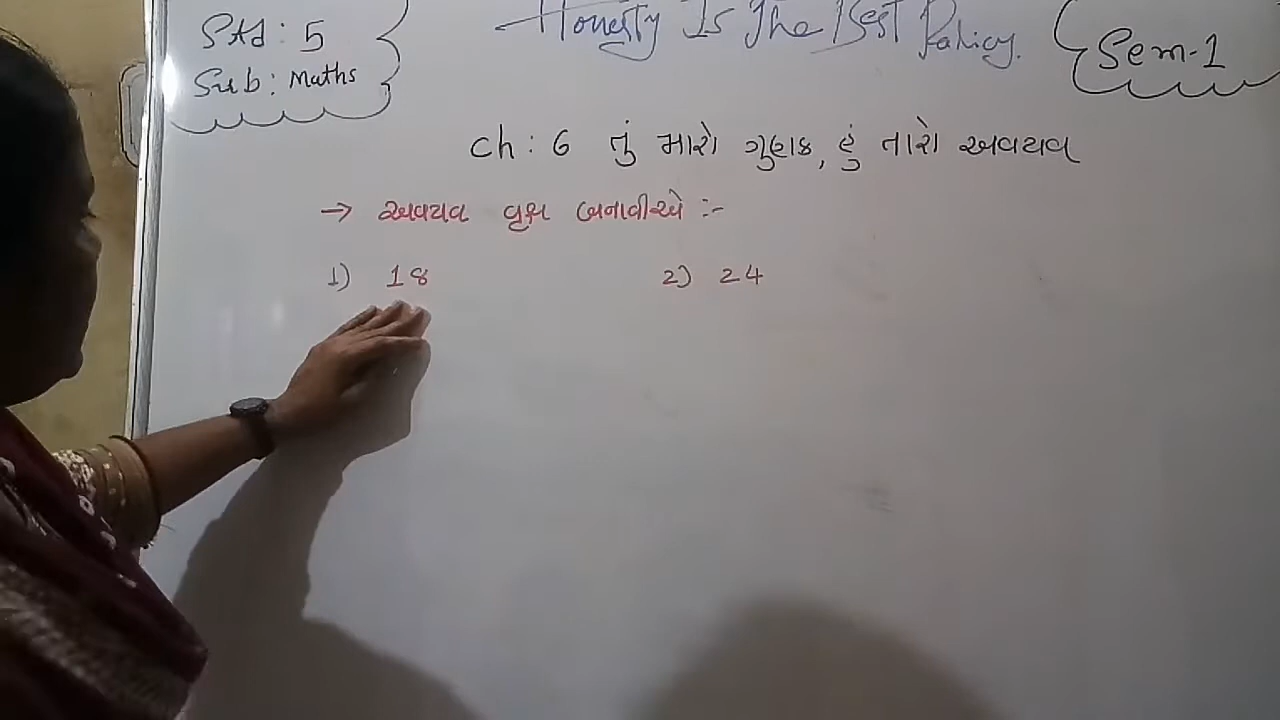 Std : 5
Sub : Maths
Honesty Is The Best Policy.
Sem-1
ch : 6 તું મારો ગુણક, હું તારો અવયવ
→ અવયવ વૃક્ષ બનાવીએ :-
1) 18
2) 24